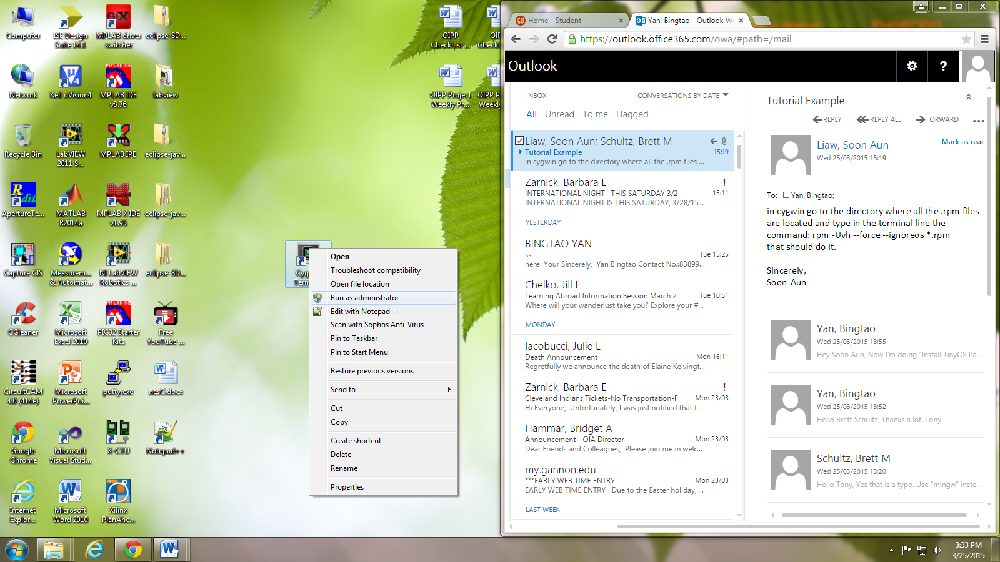 Computer
ISE Design
Suite 14.1
MPLAB driver
switcher
eclipse-SD...
OIPP
CheckList ...
Network
Keil uVision4
MPLAB IDE
v8.76
labview
OIPP Project
Weekly Pr...
Recycle Bin
LabVIEW
2011 S...
MPLAB IPE
eclipse-jav...
ApertureTe...
MATLAB
R2014a
MPLAB X IDE
v1.95
eclipse-jav...
Capture CIS
Measurem...
& Automat...
NI LabVIEW
Robotics ...
eclipse-SD...
CCleaner
Microsoft
Excel 2010
PIC32 Starter
Kits
Free
YouTube ...
CircuitCAM
4.0 (414e)
Microsoft
PowerPoi...
putty.exe
nesC.docx
Google
Chrome
Microsoft
Visual Stud...
X-CTU
Notepad++
Internet
Explor...
Microsoft
Word 2010
Xilinx
PlanAhe...
Open
Troubleshoot compatibility
Open file location
Run as administrator
Edit with Notepad++
Scan with Sophos Anti-Virus
Pin to Taskbar
Pin to Start Menu
Restore previous versions
Send to
Cut
Copy
Create shortcut
Delete
Rename
Properties
Home - Student
Yan, Bingtao - Outlook W
https://outlook.office365.com/owa/#path=/mail
Outlook
INBOX
CONVERSATIONS BY DATE
All Unread To me Flagged
Liaw, Soon Aun; Schultz, Brett M
Tutorial Example 15:19
in cygwin go to the directory where all the .rpm files ...
Zarnick, Barbara E !
INTERNATIONAL NIGHT--THIS SATURDAY 3/2 15:11
INTERNATIONAL NIGHT IS THIS SATURDAY, 3/28/15...
YESTERDAY
BINGTAO YAN
ss Tue 15:25
here Your Sincerely, Yan Bingtao Contact No.:83899...
Chelko, Jill L
Learning Abroad Information Session March 2 Tue 10:51
Where will your wanderlust take you? Explore your #...
MONDAY
Iacobucci, Julie L
Death Announcement Mon 16:11
Regretfully we announce the death of Elaine Kelvingt...
Zarnick, Barbara E !
Cleveland Indians Tickets-No Transportation-F Mon 23/03
Hi Everyone, Unfortunately, I was just notified that t...
Hammar, Bridget A
Announcement - OIA Director Mon 23/03
Dear Friends and Colleagues, Please join me in welc...
my.gannon.edu
***EARLY WEB TIME ENTRY Mon 23/03
EARLY WEB TIME ENTRY Due to the Easter holiday, ...
LAST WEEK
Tutorial Example
REPLY REPLY ALL FORWARD ...
Liaw, Soon Aun
Mark as read
Wed 25/03/2015 15:19
To: Yan, Bingtao;
in cygwin go to the directory where all the .rpm files
are located and type in the terminal line the
command: rpm -Uvh --force --ignoreos *.rpm
that should do it.
Sincerely,
Soon-Aun
Yan, Bingtao
Wed 25/03/2015 13:55
Hey Soon Aun, Now I'm doing "Install TinyOS Pa...
Yan, Bingtao
Wed 25/03/2015 13:52
Hello Brett Schultz, Thanks a lot. Tony
Schultz, Brett M
Wed 25/03/2015 13:20
Hello Tony, Yes that is a typo. Use "mingw" inste...
3:33 PM
3/25/2015